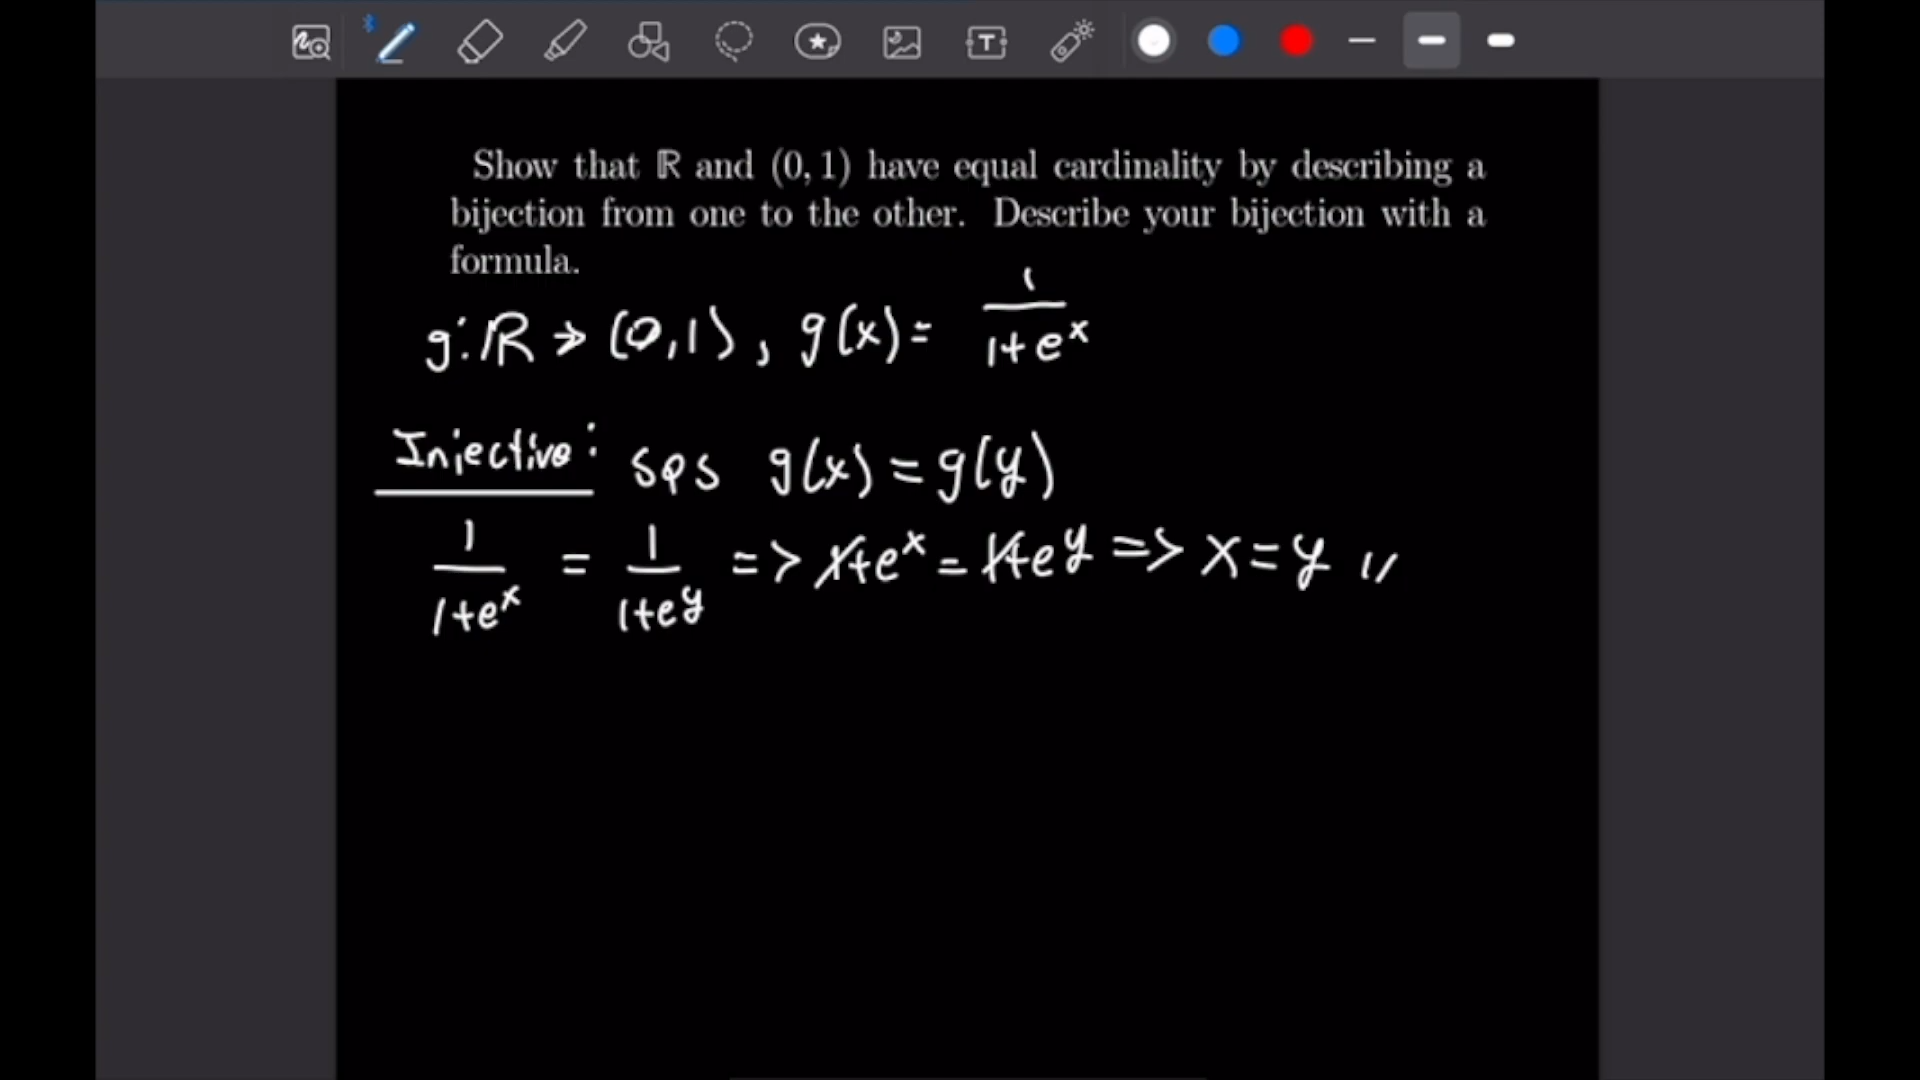 Show that ℝ and (0, 1) have equal cardinality by describing a
bijection from one to the other. Describe your bijection with a
formula.
g: ℝ → (0,1), g(x) = 1/(1+e^x)
Injective: sps g(x) = g(y)
1/(1+e^x) = 1/(1+e^y) => 1+e^x = 1+e^y => x = y //